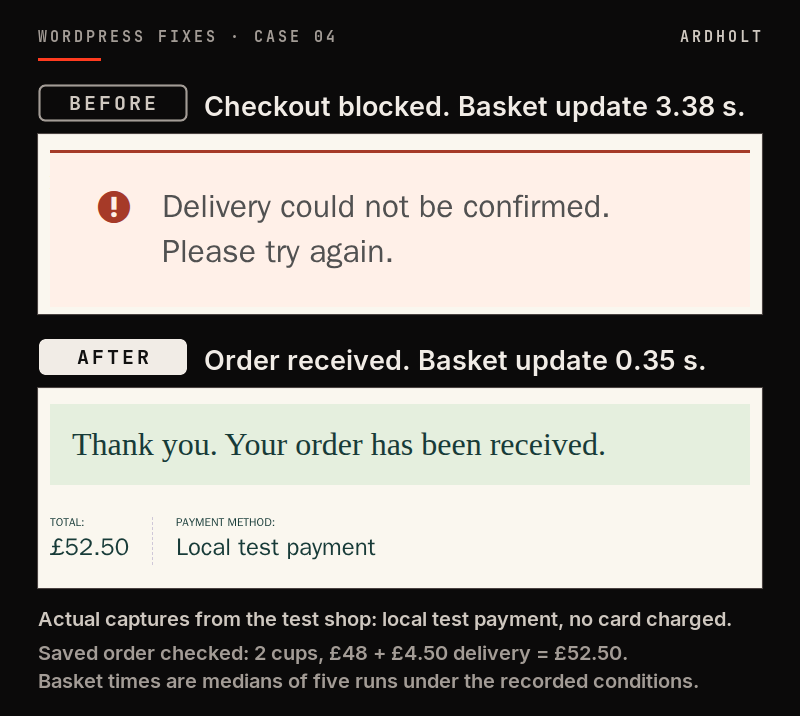 WORDPRESS FIXES · CASE 04
ARDHOLT
BEFORE
Checkout blocked. Basket update 3.38 s.
Delivery could not be confirmed.
Please try again.
AFTER
Order received. Basket update 0.35 s.
Thank you. Your order has been received.
TOTAL:
£52.50
PAYMENT METHOD:
Local test payment
Actual captures from the test shop: local test payment, no card charged.
Saved order checked: 2 cups, £48 + £4.50 delivery = £52.50.
Basket times are medians of five runs under the recorded conditions.